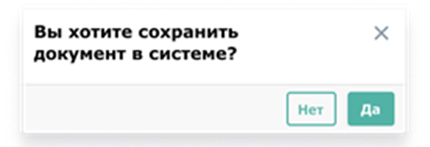 Вы хотите сохранить
документ в системе?
Нет
Да